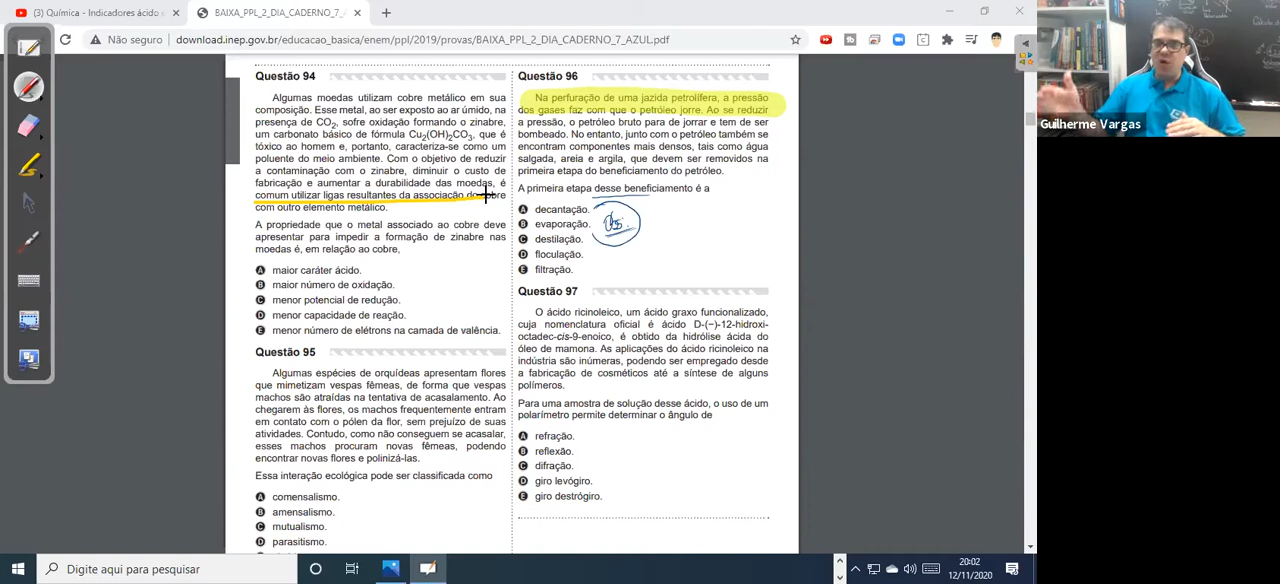 (3) Química - Indicadores ácido e
BAIXA_PPL_2_DIA_CADERNO_7_A
Não seguro
download.inep.gov.br/educacao_basica/enem/ppl/2019/provas/BAIXA_PPL_2_DIA_CADERNO_7_AZUL.pdf
Questão 94
Algumas moedas utilizam cobre metálico em sua
composição. Esse metal, ao ser exposto ao ar úmido, na
presença de CO2, sofre oxidação formando o zinabre,
um carbonato básico de fórmula Cu2(OH)2CO3, que é
tóxico ao homem e, portanto, caracteriza-se como um
poluente do meio ambiente. Com o objetivo de reduzir
a contaminação com o zinabre, diminuir o custo de
fabricação e aumentar a durabilidade das moedas, é
comum utilizar ligas resultantes da associação do cobre
com outro elemento metálico.
A propriedade que o metal associado ao cobre deve
apresentar para impedir a formação de zinabre nas
moedas é, em relação ao cobre,
A maior caráter ácido.
B maior número de oxidação.
C menor potencial de redução.
D menor capacidade de reação.
E menor número de elétrons na camada de valência.
Questão 95
Algumas espécies de orquídeas apresentam flores
que mimetizam vespas fêmeas, de forma que vespas
machos são atraídas na tentativa de acasalamento. Ao
chegarem às flores, os machos frequentemente entram
em contato com o pólen da flor, sem prejuízo de suas
atividades. Contudo, como não conseguem se acasalar,
esses machos procuram novas fêmeas, podendo
encontrar novas flores e polinizá-las.
Essa interação ecológica pode ser classificada como
A comensalismo.
B amensalismo.
C mutualismo.
D parasitismo.
Questão 96
Na perfuração de uma jazida petrolífera, a pressão
dos gases faz com que o petróleo jorre. Ao se reduzir
a pressão, o petróleo bruto para de jorrar e tem de ser
bombeado. No entanto, junto com o petróleo também se
encontram componentes mais densos, tais como água
salgada, areia e argila, que devem ser removidos na
primeira etapa do beneficiamento do petróleo.
A primeira etapa desse beneficiamento é a
A decantação.
B evaporação.
C destilação.
D floculação.
E filtração.
Questão 97
O ácido ricinoleico, um ácido graxo funcionalizado,
cuja nomenclatura oficial é ácido D-(−)-12-hidroxi-
octadec-cis-9-enoico, é obtido da hidrólise ácida do
óleo de mamona. As aplicações do ácido ricinoleico na
indústria são inúmeras, podendo ser empregado desde
a fabricação de cosméticos até a síntese de alguns
polímeros.
Para uma amostra de solução desse ácido, o uso de um
polarímetro permite determinar o ângulo de
A refração.
B reflexão.
C difração.
D giro levógiro.
E giro destrógiro.
Guilherme Vargas
Digite aqui para pesquisar
20:02
12/11/2020